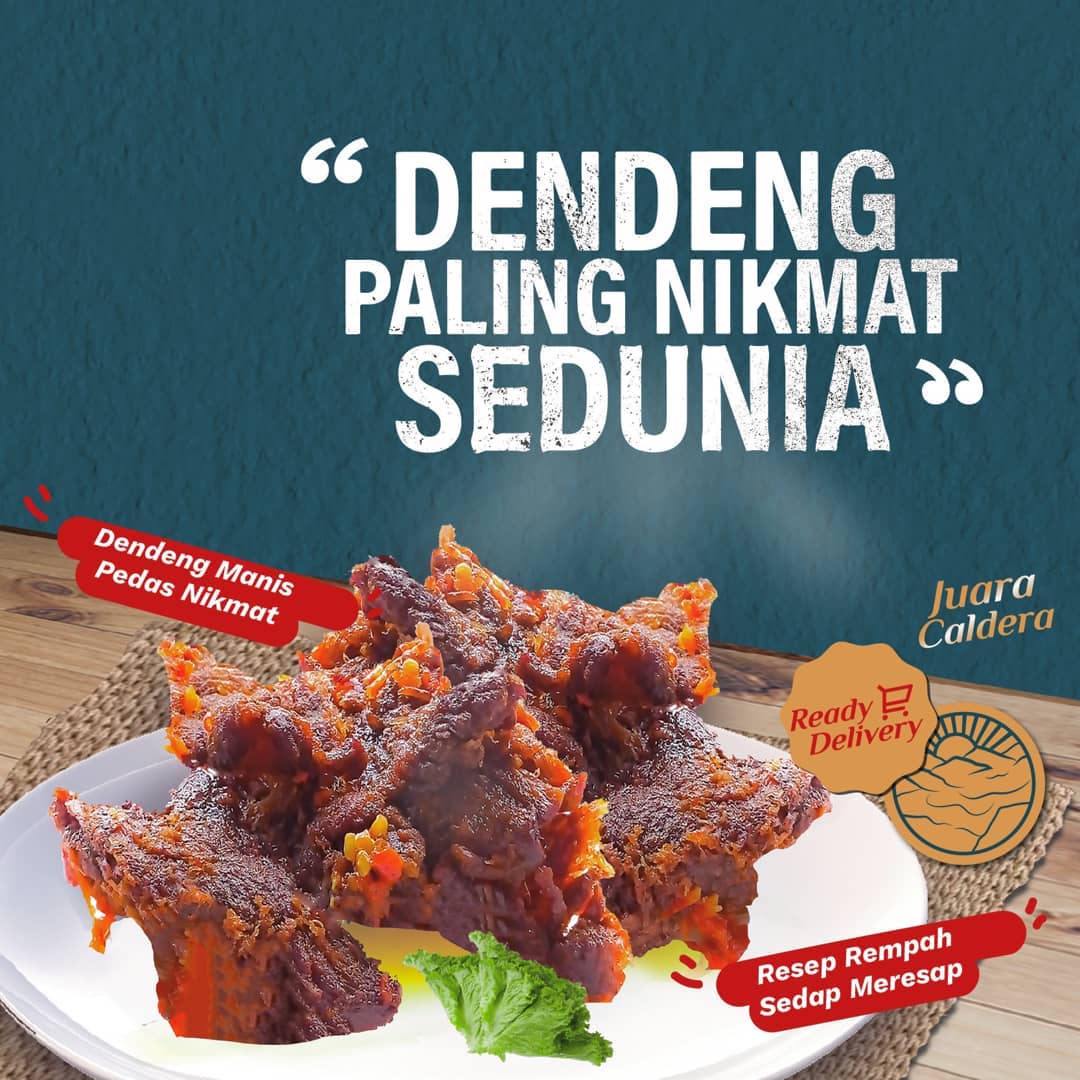 “ DENDENG
PALING NIKMAT
SEDUNIA ”
Dendeng Manis
Pedas Nikmat
Juara
Caldera
Ready
Delivery
Resep Rempah
Sedap Meresap